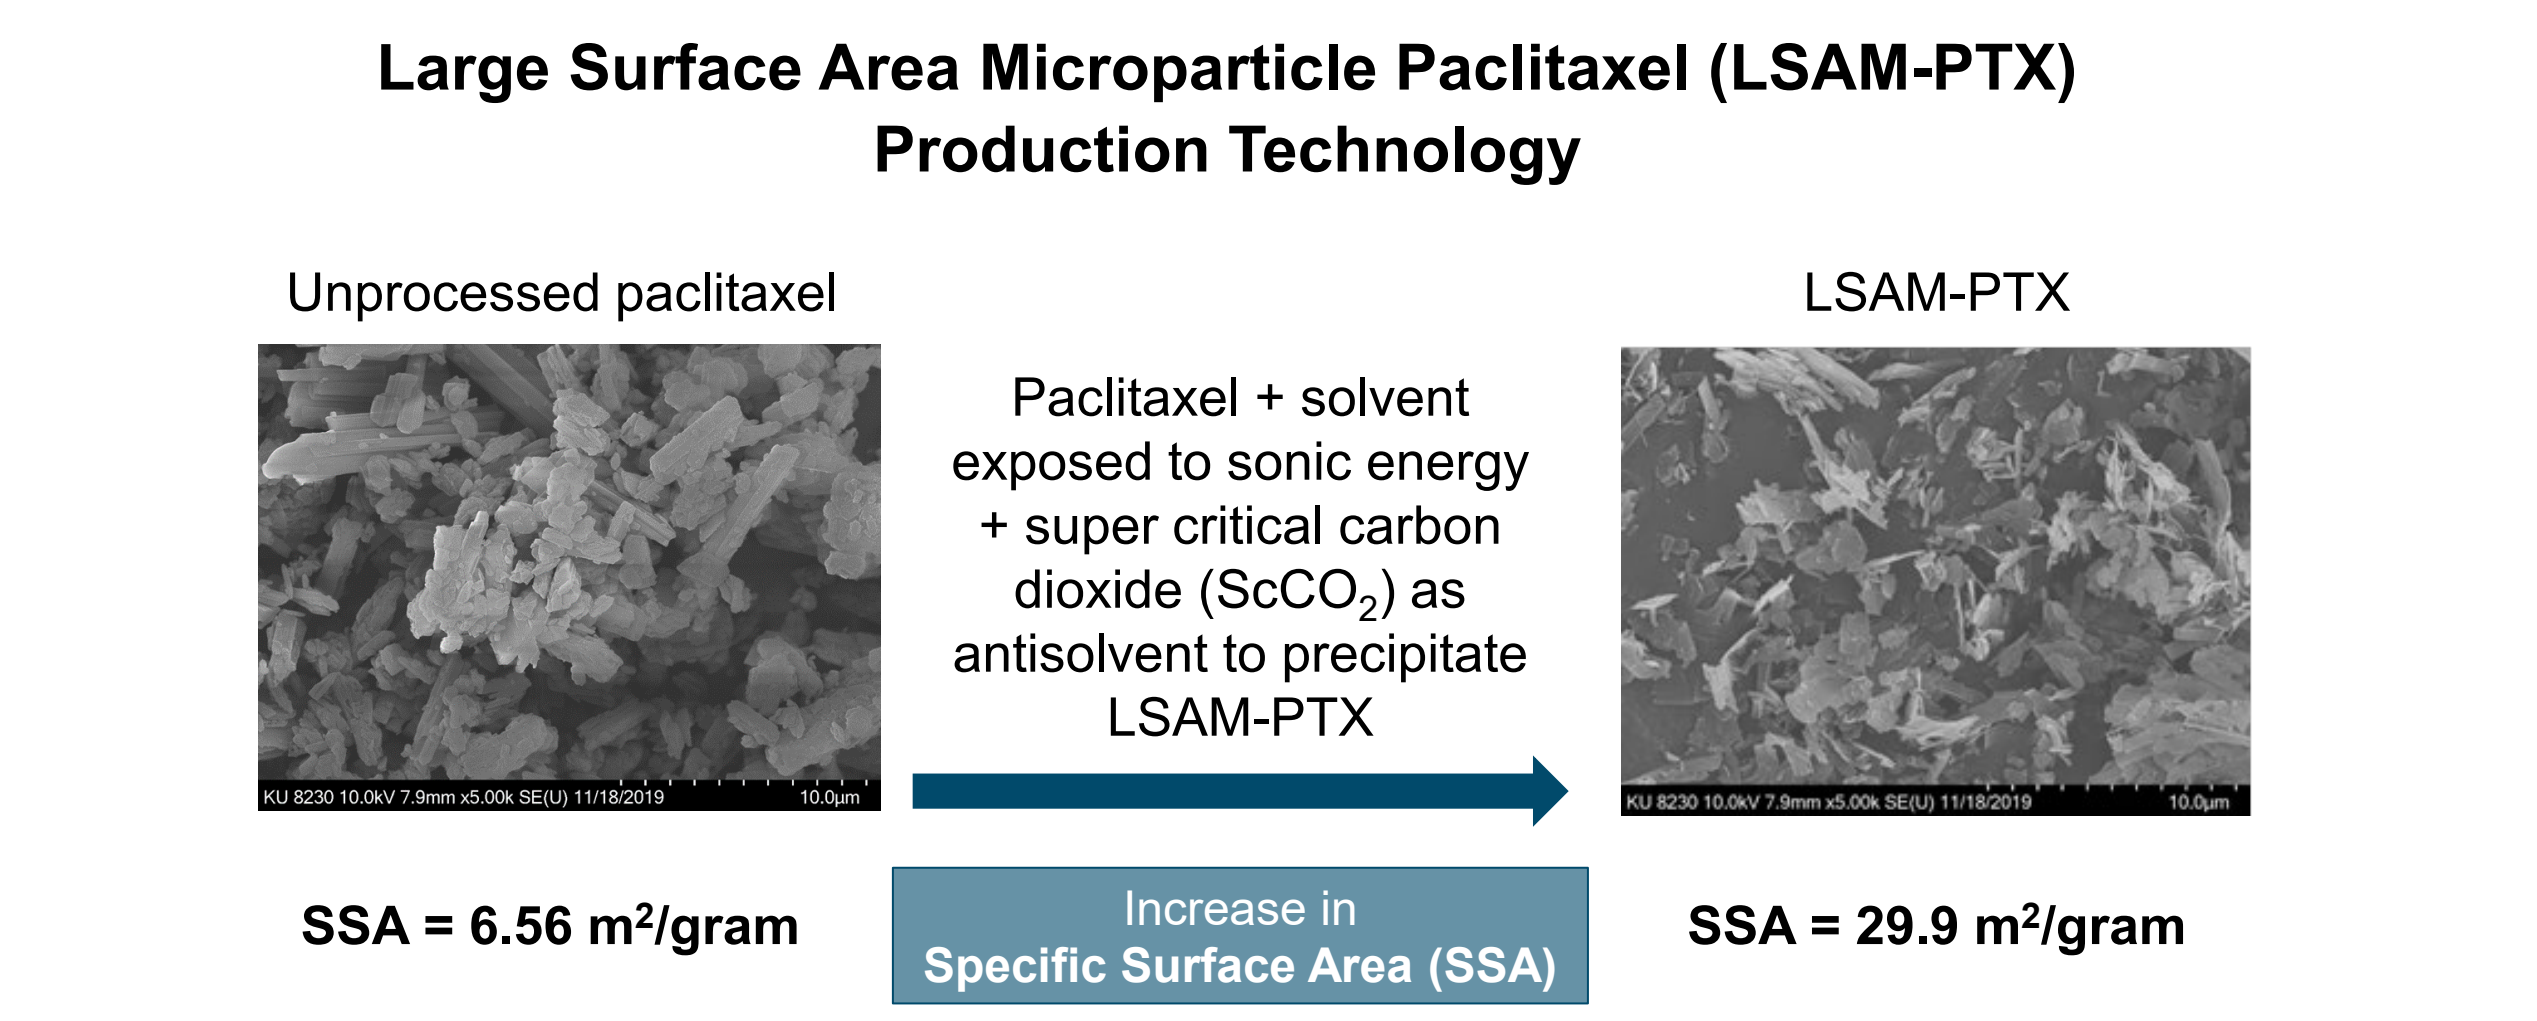 Large Surface Area Microparticle Paclitaxel (LSAM-PTX)
Production Technology
Unprocessed paclitaxel
KU 8230 10.0kV 7.9mm x5.00k SE(U) 11/18/2019 10.0µm
SSA = 6.56 m²/gram
Paclitaxel + solvent
exposed to sonic energy
+ super critical carbon
dioxide (ScCO₂) as
antisolvent to precipitate
LSAM-PTX
Increase in
Specific Surface Area (SSA)
LSAM-PTX
KU 8230 10.0kV 7.9mm x5.00k SE(U) 11/18/2019 10.0µm
SSA = 29.9 m²/gram